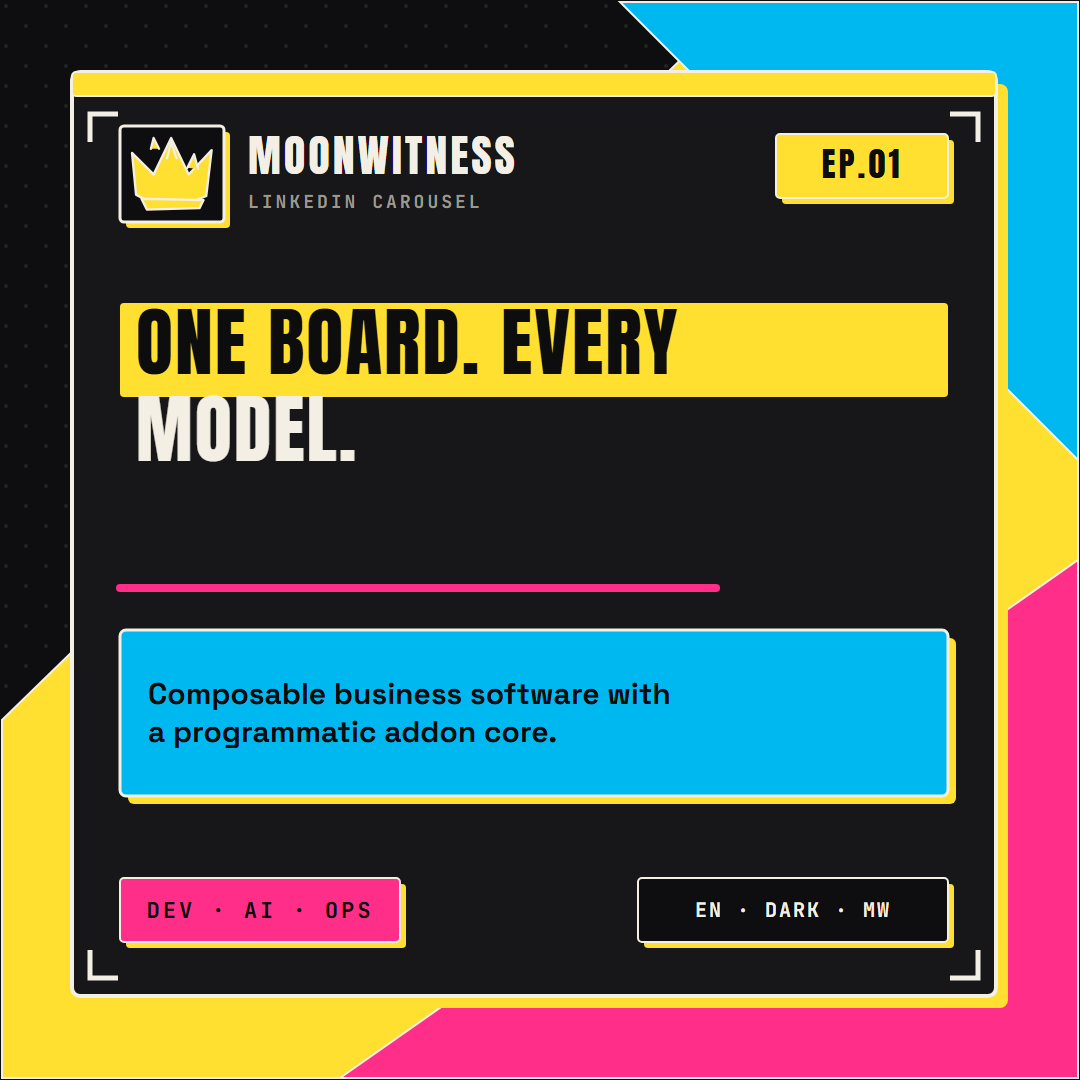 MOONWITNESS
LINKEDIN CAROUSEL
EP.01
ONE BOARD. EVERY
MODEL.
Composable business software with
a programmatic addon core.
DEV · AI · OPS
EN · DARK · MW